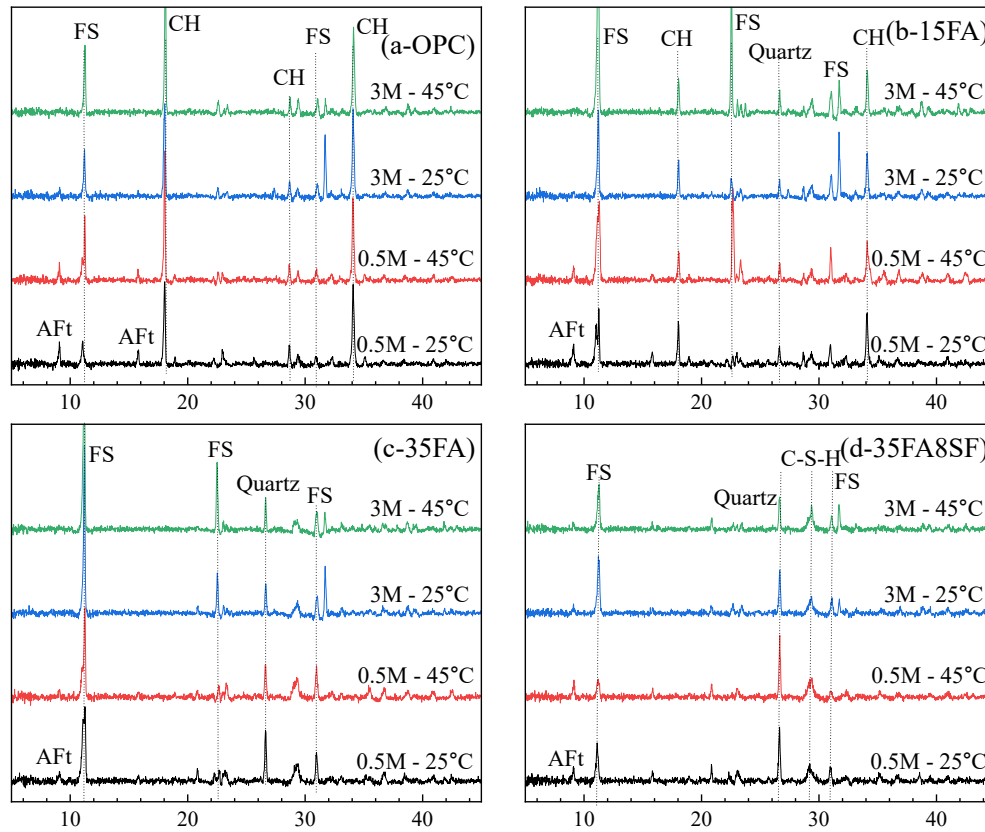 FS
CH
CH
FS
CH
(a-OPC)
3M - 45°C
3M - 25°C
0.5M - 45°C
0.5M - 25°C
AFt
AFt
10
20
30
40
FS
CH
FS
Quartz
FS
CH
(b-15FA)
3M - 45°C
3M - 25°C
0.5M - 45°C
0.5M - 25°C
AFt
10
20
30
40
FS
FS
Quartz
FS
(c-35FA)
3M - 45°C
3M - 25°C
0.5M - 45°C
0.5M - 25°C
AFt
10
20
30
40
FS
Quartz
C-S-H
FS
(d-35FA8SF)
3M - 45°C
3M - 25°C
0.5M - 45°C
0.5M - 25°C
AFt
10
20
30
40